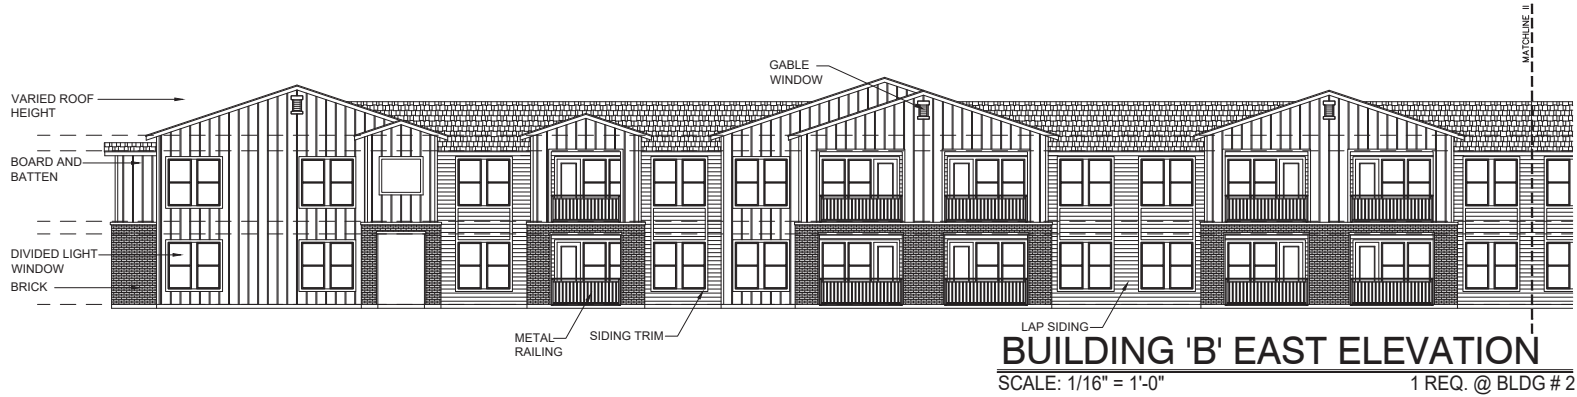 MATCHLINE II
GABLE
WINDOW
VARIED ROOF
HEIGHT
BOARD AND
BATTEN
DIVIDED LIGHT
WINDOW
BRICK
METAL
RAILING
SIDING TRIM
LAP SIDING
BUILDING 'B' EAST ELEVATION
SCALE: 1/16" = 1'-0"
1 REQ. @ BLDG # 2